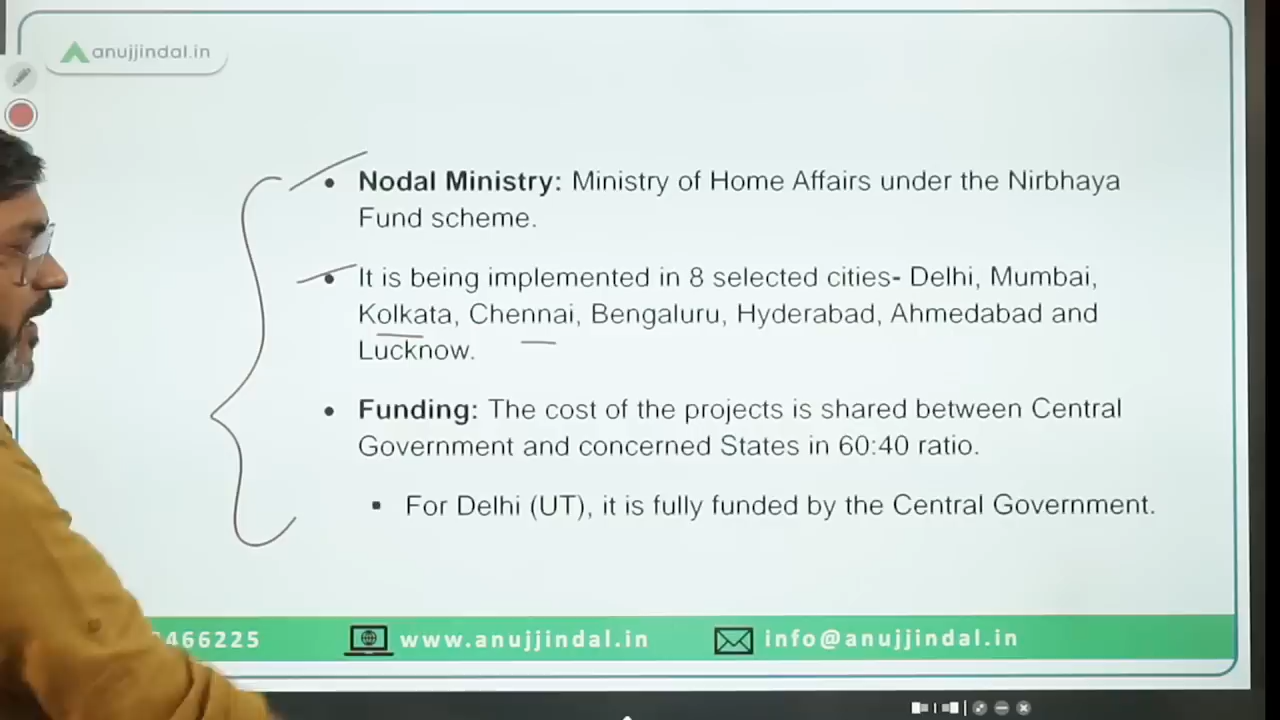 anujjindal.in
• Nodal Ministry: Ministry of Home Affairs under the Nirbhaya
Fund scheme.
• It is being implemented in 8 selected cities- Delhi, Mumbai,
Kolkata, Chennai, Bengaluru, Hyderabad, Ahmedabad and
Lucknow.
• Funding: The cost of the projects is shared between Central
Government and concerned States in 60:40 ratio.
▪ For Delhi (UT), it is fully funded by the Central Government.
466225 www.anujjindal.in info@anujjindal.in